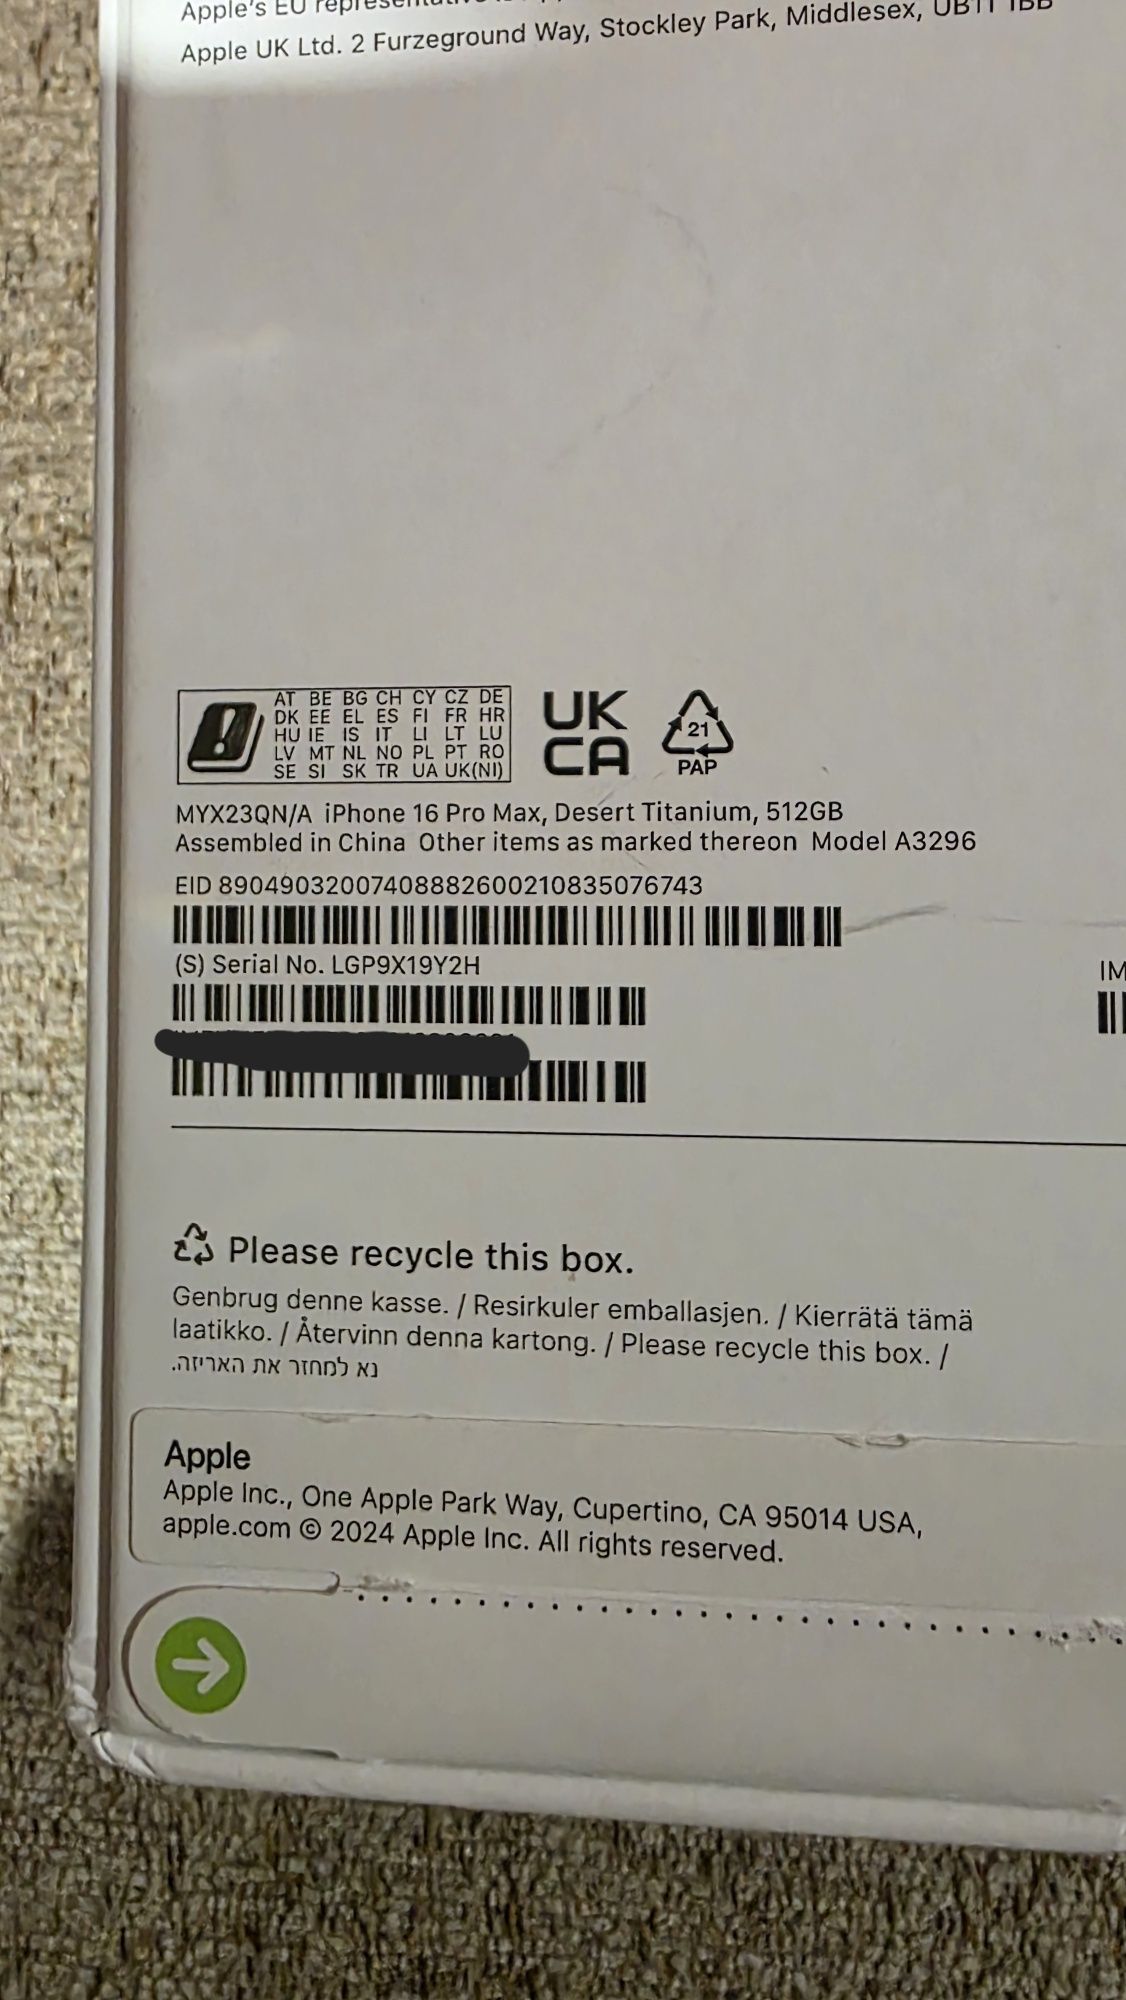 Apple's EU
Apple UK Ltd. 2 Furzeground Way, Stockley Park, Middlesex, UB11 1BB
AT BE BG CH CY CZ DE
DK EE EL ES FI FR HR
HU IE IS IT LI LT LU
LV MT NL NO PL PT RO
SE SI SK TR UA UK(NI)
UK
CA
21
PAP
MYX23QN/A iPhone 16 Pro Max, Desert Titanium, 512GB
Assembled in China Other items as marked thereon Model A3296
EID 89049032007408882600210835076743
(S) Serial No. LGP9X19Y2H
IM
Please recycle this box.
Genbrug denne kasse. / Resirkuler emballasjen. / Kierrätä tämä
laatikko. / Återvinn denna kartong. / Please recycle this box. /
נא למחזר את האריזה.
Apple
Apple Inc., One Apple Park Way, Cupertino, CA 95014 USA,
apple.com © 2024 Apple Inc. All rights reserved.